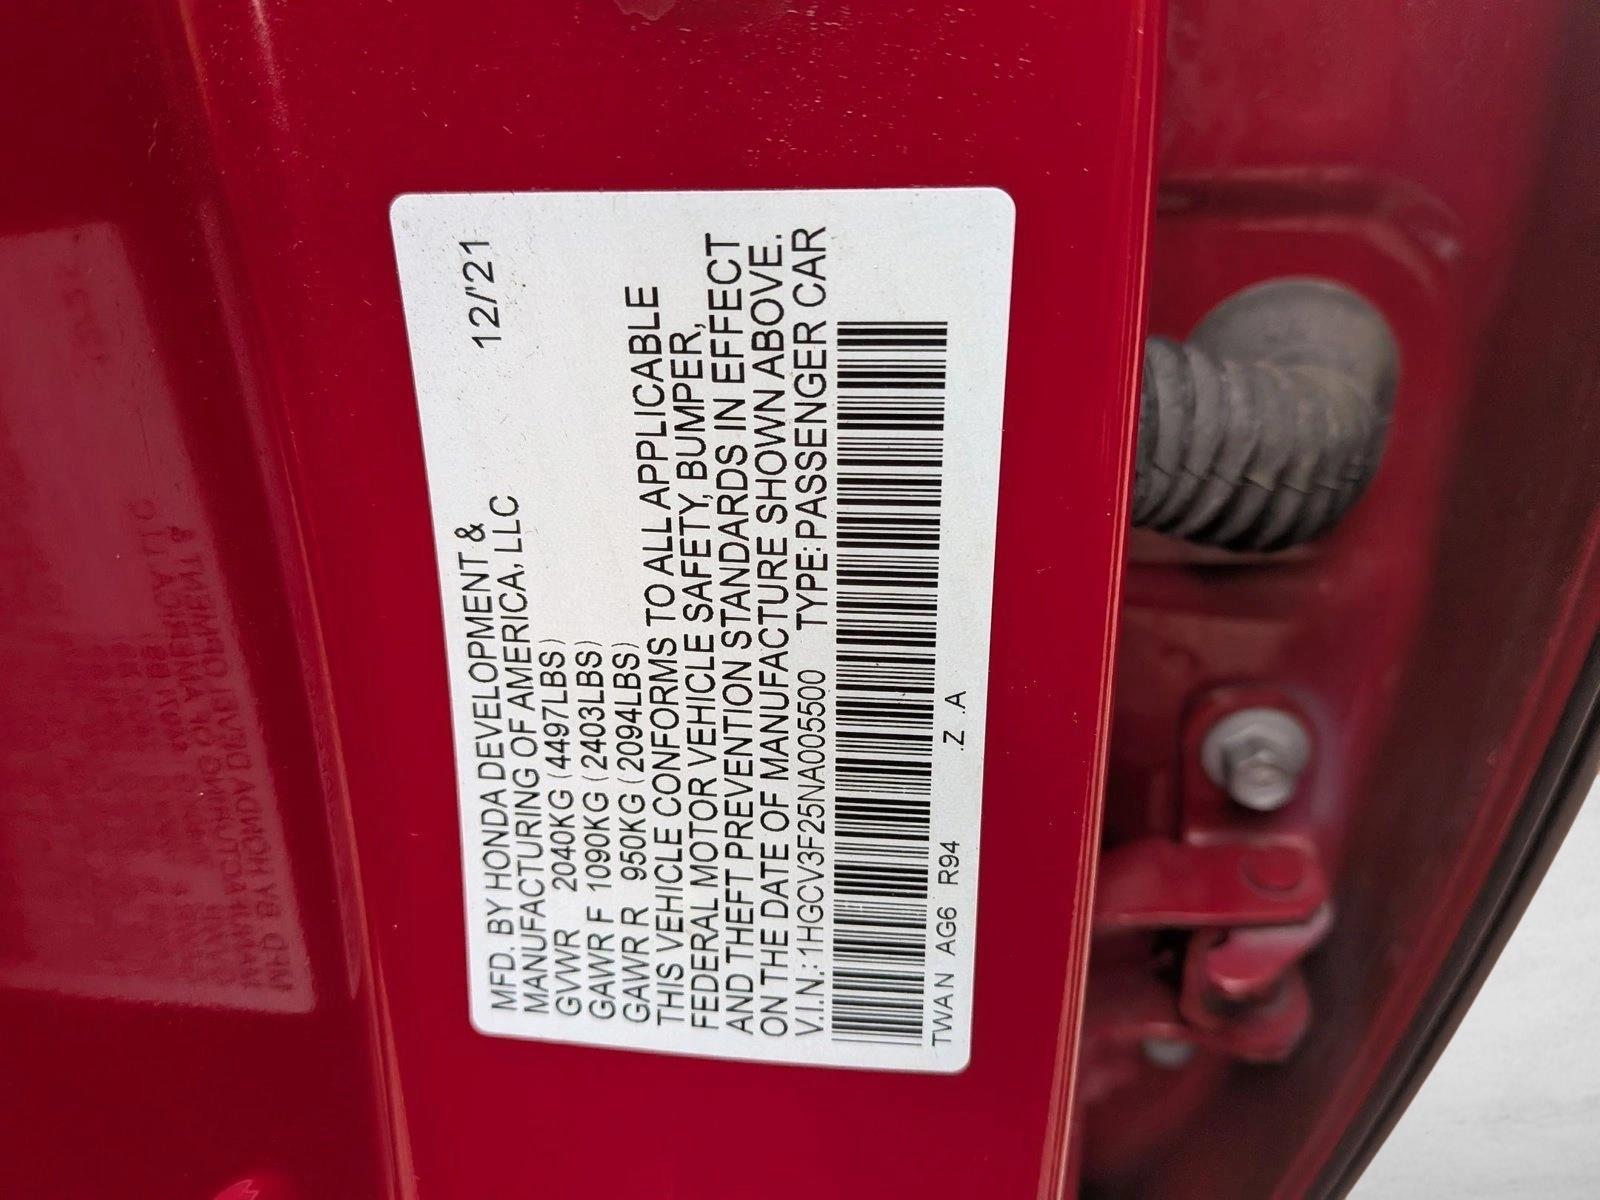 MFD. BY HONDA DEVELOPMENT & 12/'21
MANUFACTURING OF AMERICA, LLC
GVWR 2040KG (4497LBS)
GAWR F 1090KG (2403LBS)
GAWR R 950KG (2094LBS)
THIS VEHICLE CONFORMS TO ALL APPLICABLE
FEDERAL MOTOR VEHICLE SAFETY, BUMPER,
AND THEFT PREVENTION STANDARDS IN EFFECT
ON THE DATE OF MANUFACTURE SHOWN ABOVE.
V.I.N.: 1HGCV3F25NA005500 TYPE: PASSENGER CAR
TWAN AG6 R94 .Z .A